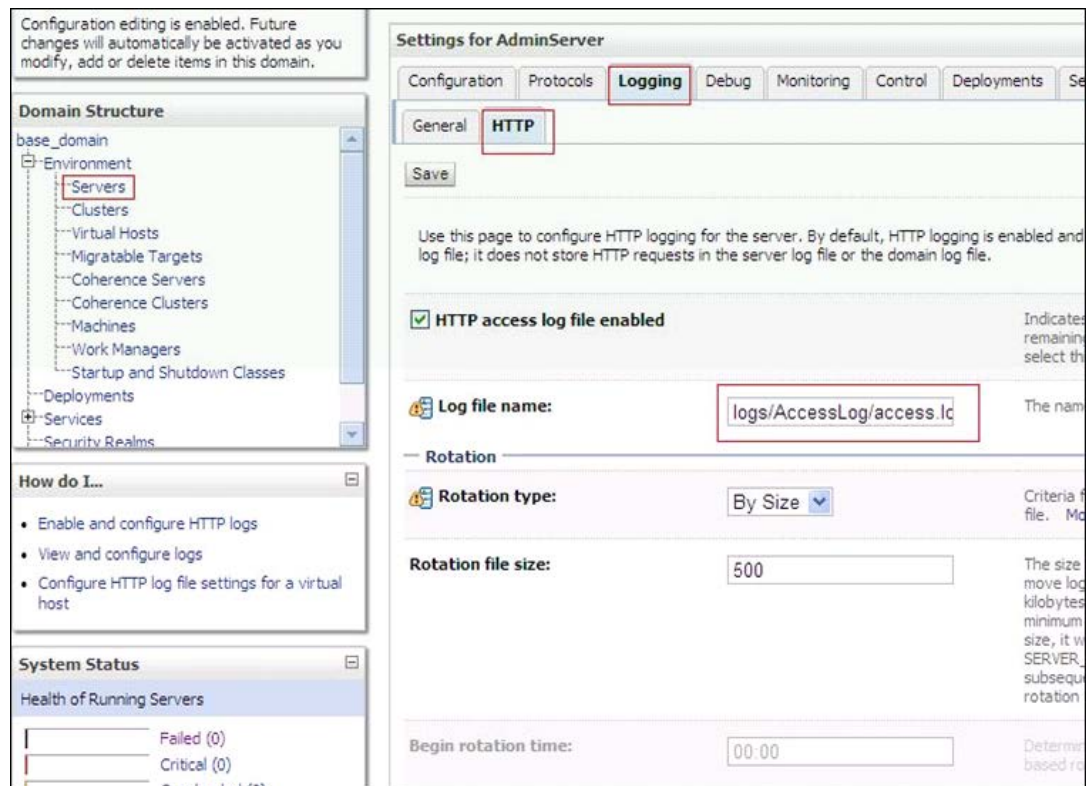 Configuration editing is enabled. Future
changes will automatically be activated as you
modify, add or delete items in this domain.
Domain Structure
base_domain
Environment
Servers
Clusters
Virtual Hosts
Migratable Targets
Coherence Servers
Coherence Clusters
Machines
Work Managers
Startup and Shutdown Classes
Deployments
Services
Security Realms
How do I...
Enable and configure HTTP logs
View and configure logs
Configure HTTP log file settings for a virtual
host
System Status
Health of Running Servers
Failed (0)
Critical (0)
Settings for AdminServer
Configuration Protocols Logging Debug Monitoring Control Deployments Se
General HTTP
Save
Use this page to configure HTTP logging for the server. By default, HTTP logging is enabled and
log file; it does not store HTTP requests in the server log file or the domain log file.
HTTP access log file enabled
Indicates
remaining
select th
Log file name:
logs/AccessLog/access.lo
The nam
Rotation
Rotation type:
By Size
Criteria f
file. Mo
Rotation file size:
500
The size
move log
kilobytes
minimum
size, it w
SERVER_
subseque
rotation
Begin rotation time:
00:00
Determin
based ro